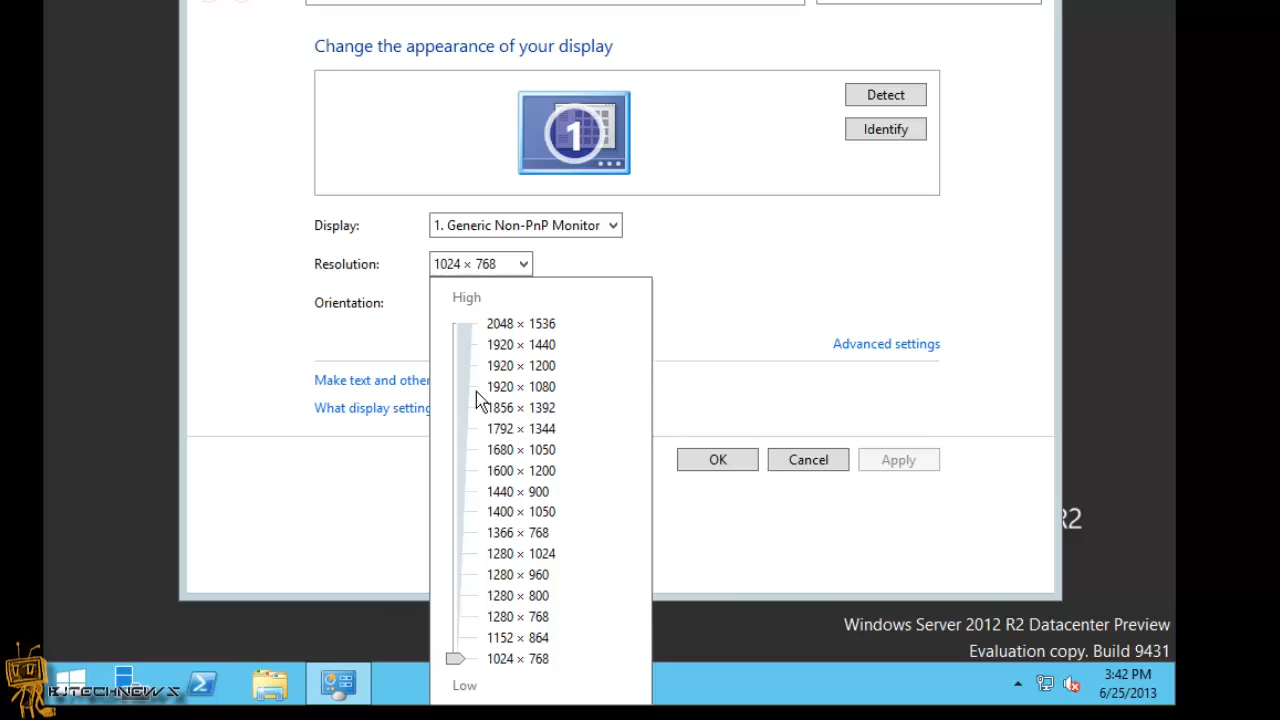 Change the appearance of your display
1
Detect
Identify
Display:
1. Generic Non-PnP Monitor
Resolution:
1024 × 768
Orientation:
High
2048 × 1536
1920 × 1440
1920 × 1200
1920 × 1080
1856 × 1392
1792 × 1344
1680 × 1050
1600 × 1200
1440 × 900
1400 × 1050
1366 × 768
1280 × 1024
1280 × 960
1280 × 800
1280 × 768
1152 × 864
1024 × 768
Low
Advanced settings
Make text and other
What display setting
OK
Cancel
Apply
R2
Windows Server 2012 R2 Datacenter Preview
Evaluation copy. Build 9431
NJTECHNEWS
3:42 PM
6/25/2013